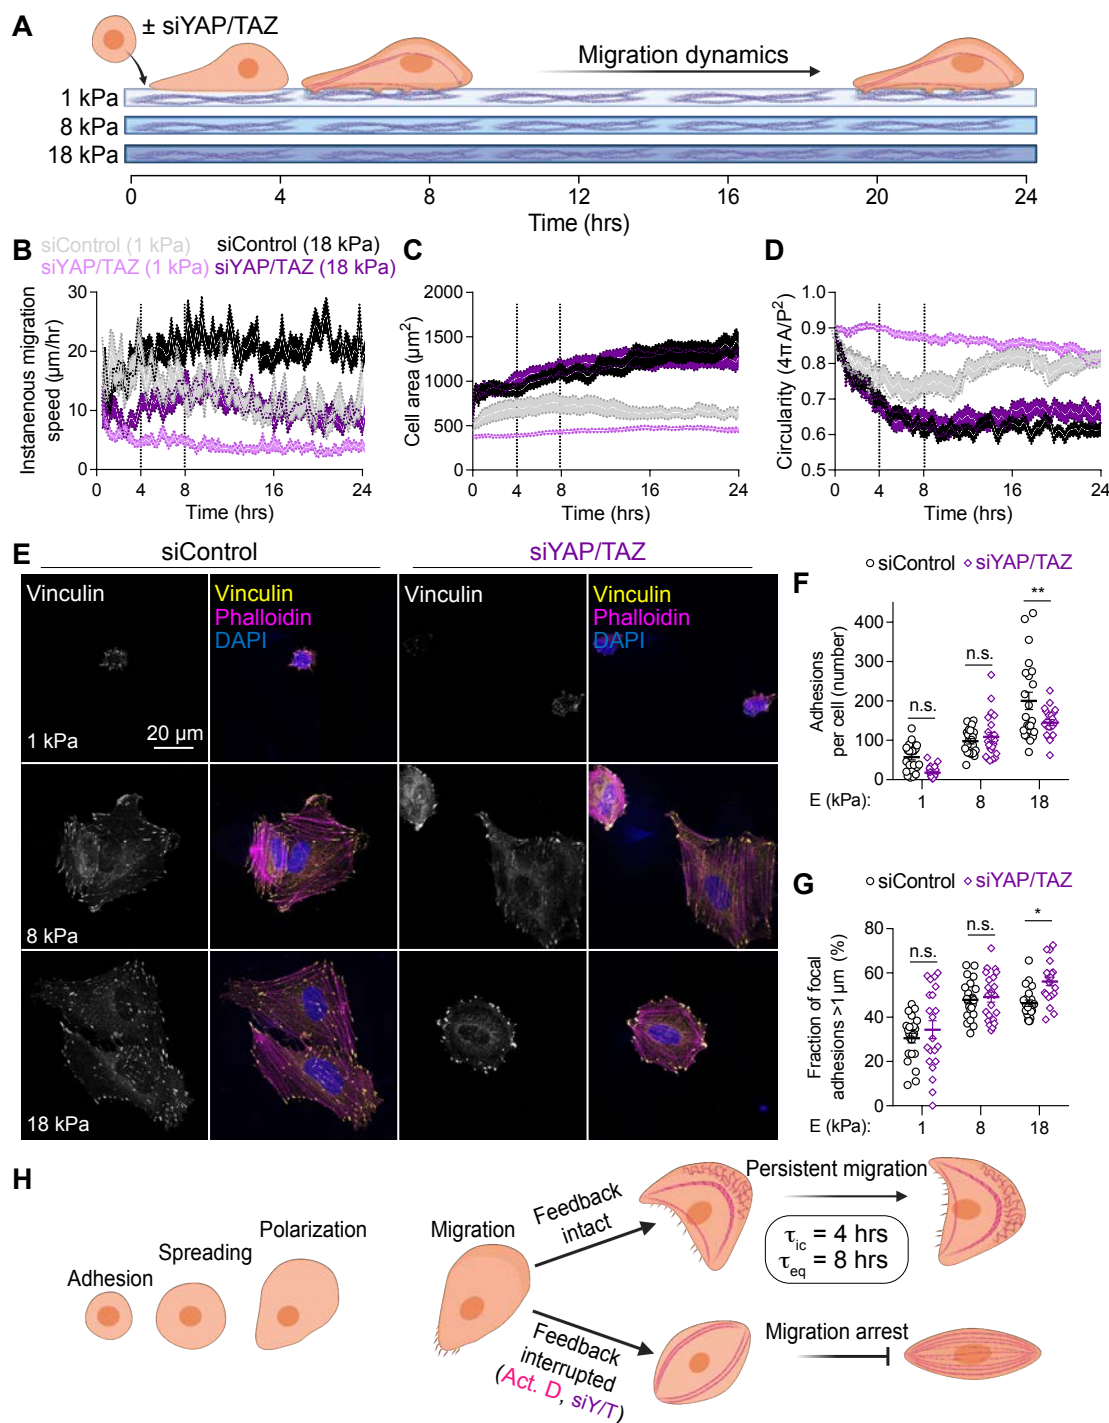 A
± siYAP/TAZ
Migration dynamics
1 kPa
8 kPa
18 kPa
0 4 8 12 16 20 24
Time (hrs)
B
siControl (1 kPa) siControl (18 kPa)
siYAP/TAZ (1 kPa) siYAP/TAZ (18 kPa)
Instanenous migration
speed (µm/hr)
30
20
10
0
0 4 8 16 24
Time (hrs)
C
Cell area (µm²)
2000
1500
1000
500
0
0 4 8 16 24
Time (hrs)
D
Circularity (4π A/P²)
1.0
0.9
0.8
0.7
0.6
0.5
0 4 8 16 24
Time (hrs)
E
siControl siYAP/TAZ
Vinculin
Vinculin
Phalloidin
DAPI
Vinculin
Vinculin
Phalloidin
DAPI
20 µm
1 kPa
8 kPa
18 kPa
F
siControl siYAP/TAZ
Adhesions
per cell (number)
400
300
200
100
0
n.s.
n.s.
**
E (kPa): 1 8 18
G
siControl siYAP/TAZ
Fraction of focal
adhesions > 1 µm (%)
80
60
40
20
0
n.s.
n.s.
*
E (kPa): 1 8 18
H
Adhesion
Spreading
Polarization
Migration
Feedback
intact
Persistent migration
τic = 4 hrs
τeq = 8 hrs
Feedback
interrupted
(Act. D, siY/T)
Migration arrest